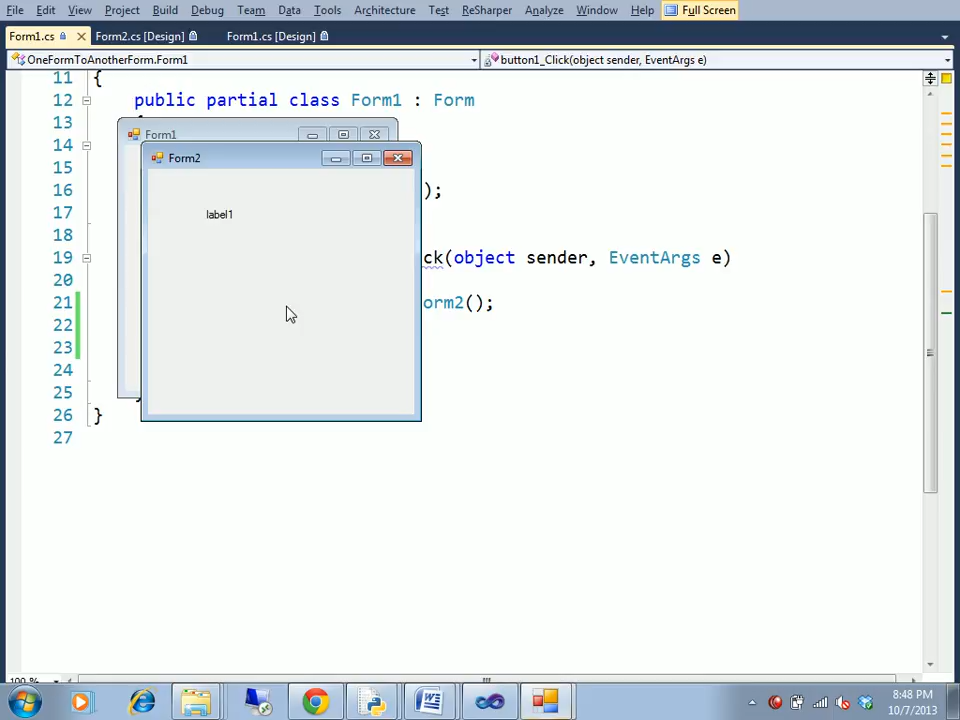 File Edit View Project Build Debug Team Data Tools Architecture Test ReSharper Analyze Window Help Full Screen
Form1.cs Form2.cs [Design] Form1.cs [Design]
OneFormToAnotherForm.Form1 button1_Click(object sender, EventArgs e)
11 {
12 public partial class Form1 : Form
13
Form1
14
Form2
15
16 );
17
label1
18
19 ck(object sender, EventArgs e)
20
21 orm2();
22
23
24
25
26 }
27
100 %
8:48 PM
10/7/2013